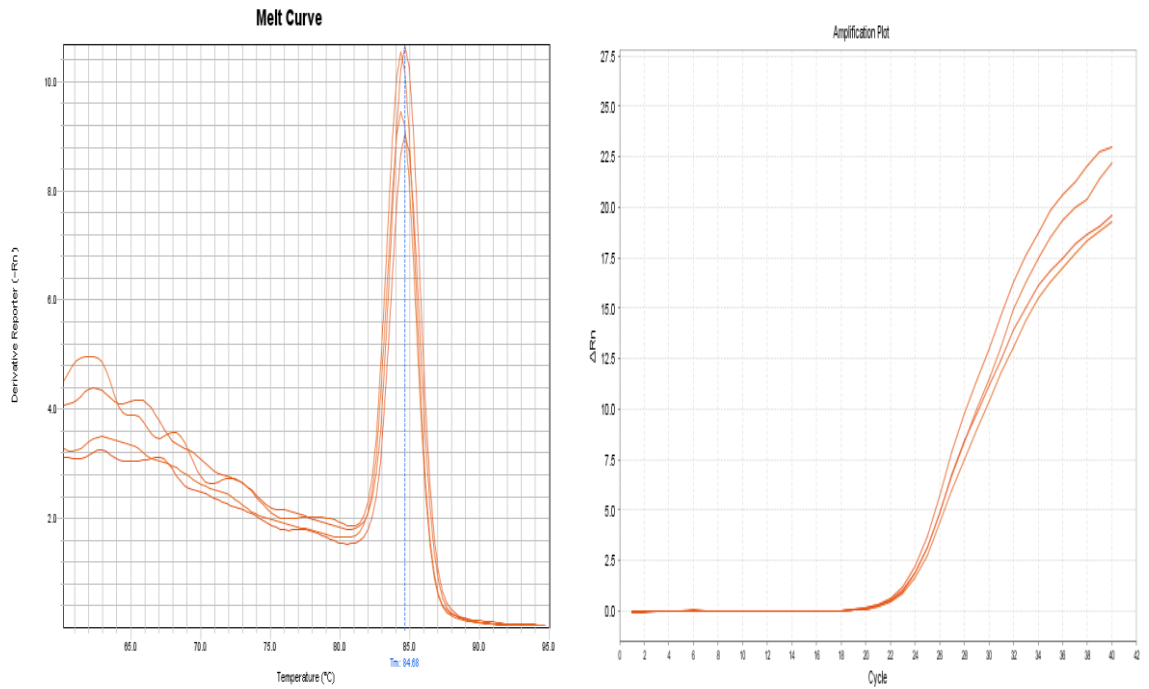 Melt Curve
Derivative Reporter (-Rn)
10.0
8.0
6.0
4.0
2.0
65.0 70.0 75.0 80.0 85.0 90.0 95.0
Tm: 84.68
Temperature (°C)
Amplification Plot
ΔRn
27.5
25.0
22.5
20.0
17.5
15.0
12.5
10.0
7.5
5.0
2.5
0.0
0 2 4 6 8 10 12 14 16 18 20 22 24 26 28 30 32 34 36 38 40 42
Cycle